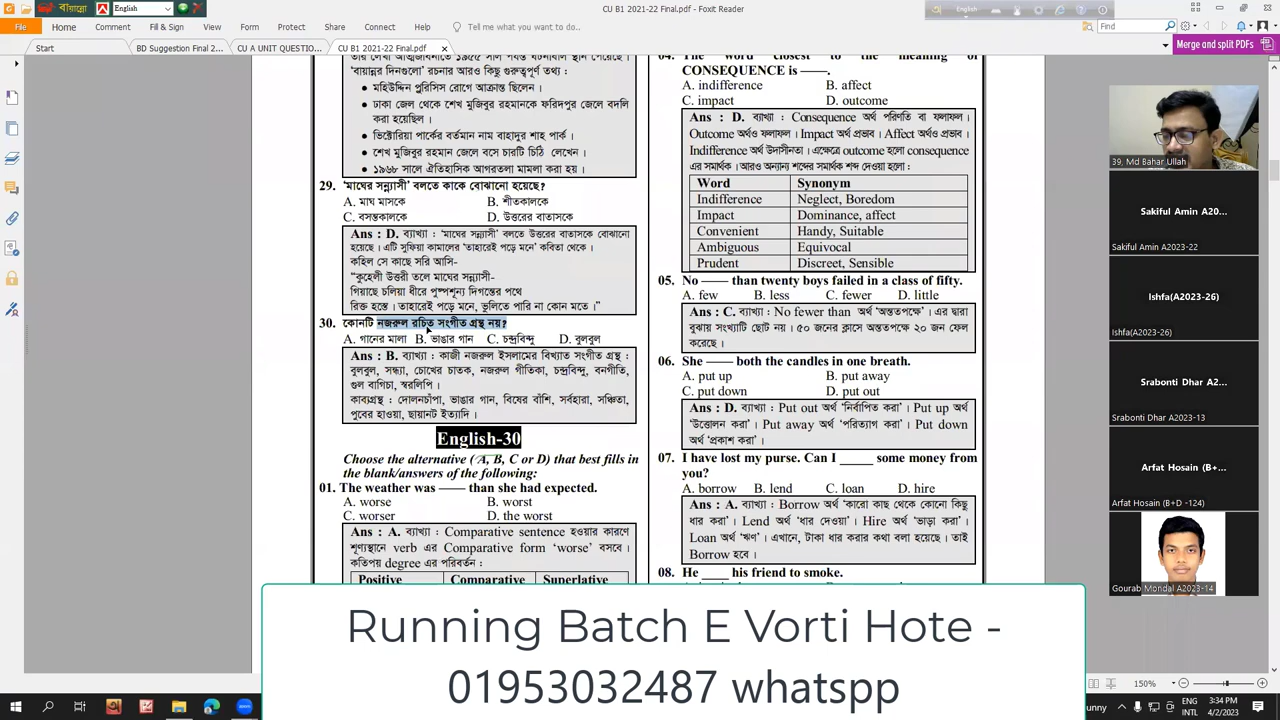 English
CU B1 2021-22 Final.pdf - Foxit Reader
English
File
Home
Comment
Fill & Sign
View
Form
Protect
Share
Connect
Help
Tell me what you want to do..
Find
Start
BD Suggestion Final 2...
CU A UNIT QUESTIO...
CU B1 2021-22 Final.pdf
Merge and split PDFs
'বায়ান্নর দিনগুলো' রচনার আরও কিছু গুরুত্বপূর্ণ তথ্য :
• মহিউদ্দিন পুরিসিস রোগে আক্রান্ত ছিলেন।
• ঢাকা জেল থেকে শেখ মুজিবুর রহমানকে ফরিদপুর জেলে বদলি
করা হয়েছিল।
• ভিক্টোরিয়া পার্কের বর্তমান নাম বাহাদুর শাহ পার্ক।
• শেখ মুজিবর রহমান জেলে বসে চারটি চিঠি লেখেন।
• ১৯৬৮ সালে ঐতিহাসিক আগরতলা মামলা করা হয়।
29. 'মাঘের সন্ন্যাসী' বলতে কাকে বোঝানো হয়েছে?
A. মাঘ মাসকে B. শীতকালকে
C. বসন্তকালকে D. উত্তরের বাতাসকে
Ans : D. ব্যাখ্যা : 'মাঘের সন্ন্যাসী' বলতে উত্তরের বাতাসকে বোঝানো
হয়েছে। এটি সুফিয়া কামালের 'তাহারেই পড়ে মনে' কবিতা থেকে।
কহিল সে কাছে সরি আসি-
"কুহেলী উত্তরী তলে মাঘের সন্ন্যাসী-
গিয়াছে চলিয়া ধীরে পুষ্পশূন্য দিগন্তের পথে
রিক্ত হস্তে। তাহারেই পড়ে মনে, ভুলিতে পারি না কোন মতে।"
30. কোনটি নজরুল রচিত সংগীত গ্রন্থ নয়?
A. গানের মালা B. ভাঙার গান C. চন্দ্রবিন্দু D. বুলবুল
Ans : B. ব্যাখ্যা : কাজী নজরুল ইসলামের বিখ্যাত সংগীত গ্রন্থ :
বুলবুল, সন্ধ্যা, চোখের চাতক, নজরুল গীতিকা, চন্দ্রবিন্দু, বনগীতি,
গুল বাগিচা, স্বরলিপি।
কাব্যগ্রন্থ : দোলনচাঁপা, ভাঙার গান, বিষের বাঁশি, সর্বহারা, সঞ্চিতা,
পুবের হাওয়া, ছায়ানট ইত্যাদি।
English-30
Choose the alternative (A, B, C or D) that best fills in
the blank/answers of the following:
01. The weather was —— than she had expected.
A. worse B. worst
C. worser D. the worst
Ans : A. ব্যাখ্যা : Comparative sentence হওয়ার কারণে
শূণ্যস্থানে verb এর Comparative form 'worse' বসবে।
কতিপয় degree এর পরিবর্তন :
Positive Comparative Superlative
04. The word closest to the meaning of
CONSEQUENCE is ——.
A. indifference B. affect
C. impact D. outcome
Ans : D. ব্যাখ্যা : Consequence অর্থ পরিণতি বা ফলাফল।
Outcome অর্থও ফলাফল। Impact অর্থ প্রভাব। Affect অর্থও প্রভাব।
Indifference অর্থ উদাসীনতা। এক্ষেত্রে outcome হলো consequence
এর সমার্থক। আরও অন্যান্য শব্দের সমার্থক শব্দ দেওয়া হলো :
Word Synonym
Indifference Neglect, Boredom
Impact Dominance, affect
Convenient Handy, Suitable
Ambiguous Equivocal
Prudent Discreet, Sensible
05. No —— than twenty boys failed in a class of fifty.
A. few B. less C. fewer D. little
Ans : C. ব্যাখ্যা : No fewer than অর্থ 'অন্ততপক্ষে'। এর দ্বারা
বুঝায় সংখ্যাটি ছোট নয়। ৫০ জনের ক্লাসে অন্ততপক্ষে ২০ জন ফেল
করেছে।
06. She —— both the candles in one breath.
A. put up B. put away
C. put down D. put out
Ans : D. ব্যাখ্যা : Put out অর্থ 'নির্বাপিত করা'। Put up অর্থ
'উত্তোলন করা'। Put away অর্থ 'পরিত্যাগ করা'। Put down
অর্থ 'প্রকাশ করা'।
07. I have lost my purse. Can I _____ some money from
you?
A. borrow B. lend C. loan D. hire
Ans : A. ব্যাখ্যা : Borrow অর্থ 'কারো কাছ থেকে কোনো কিছু
ধার করা'। Lend অর্থ 'ধার দেওয়া'। Hire অর্থ 'ভাড়া করা'।
Loan অর্থ 'ঋণ'। এখানে, টাকা ধার করার কথা বলা হয়েছে। তাই
Borrow হবে।
08. He ____ his friend to smoke.
39, Md Bahar Ullah
Sakiful Amin A20...
Sakiful Amin A2023-22
Ishfa(A2023-26)
Ishfa(A2023-26)
Srabonti Dhar A2...
Srabonti Dhar A2023-13
Arfat Hosain (B+...
Arfat Hosain (B+D -124)
Gourab Mondal A2023-14
Running Batch E Vorti Hote -
01953032487 whatspp
150%
unny
ENG
INTL
3:34 PM
4/2/2023